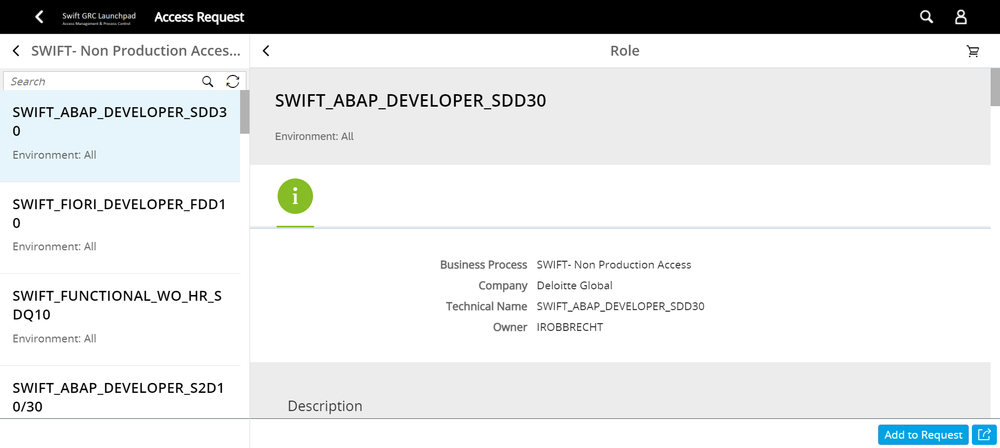 Swift GRC Launchpad
Access Management & Process Control
Access Request
SWIFT- Non Production Acces...
Role
Search
SWIFT_ABAP_DEVELOPER_SDD3
0
Environment: All
SWIFT_FIORI_DEVELOPER_FDD1
0
Environment: All
SWIFT_FUNCTIONAL_WO_HR_S
DQ10
Environment: All
SWIFT_ABAP_DEVELOPER_S2D1
0/30
SWIFT_ABAP_DEVELOPER_SDD30
Environment: All
i
Business Process SWIFT- Non Production Access
Company Deloitte Global
Technical Name SWIFT_ABAP_DEVELOPER_SDD30
Owner IROBBRECHT
Description
Add to Request